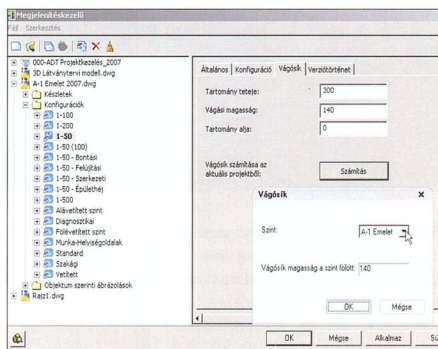 Megjelenítéskezelő
Fájl Szerkesztés
000-ADT Projektkezelés_2007
3D Látványtervi modell.dwg
A-1 Emelet 2007.dwg
Készletek
Konfigurációk
1-100
1-200
1-50
1-50 (100)
1-50 - Bontási
1-50 - Felújítási
1-50 - Szerkezeti
1-50 - Épülethéj
1-500
Alávetített szint
Diagnosztikai
Fölévetített szint
Munka-Helyiségoldalak
Standard
Szakági
Vetített
Objektum szerinti ábrázolások
Rajz1.dwg
Általános Konfiguráció Vágósík Verziótörténet
Tartomány teteje: 300
Vágási magasság: 140
Tartomány alja: 0
Vágósík számítása az
aktuális projektből: Számítás
Vágósík
Szint: A-1 Emelet
Vágósík magasság a szint fölött: 140
OK Mégse
OK Mégse Alkalmaz Sú